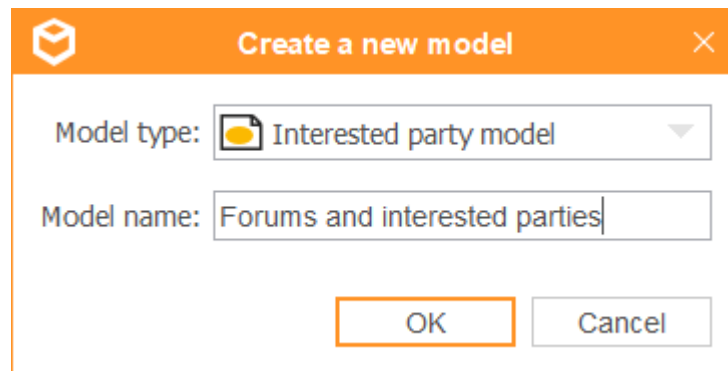 Create a new model
Model type: Interested party model
Model name: Forums and interested parties
OK Cancel